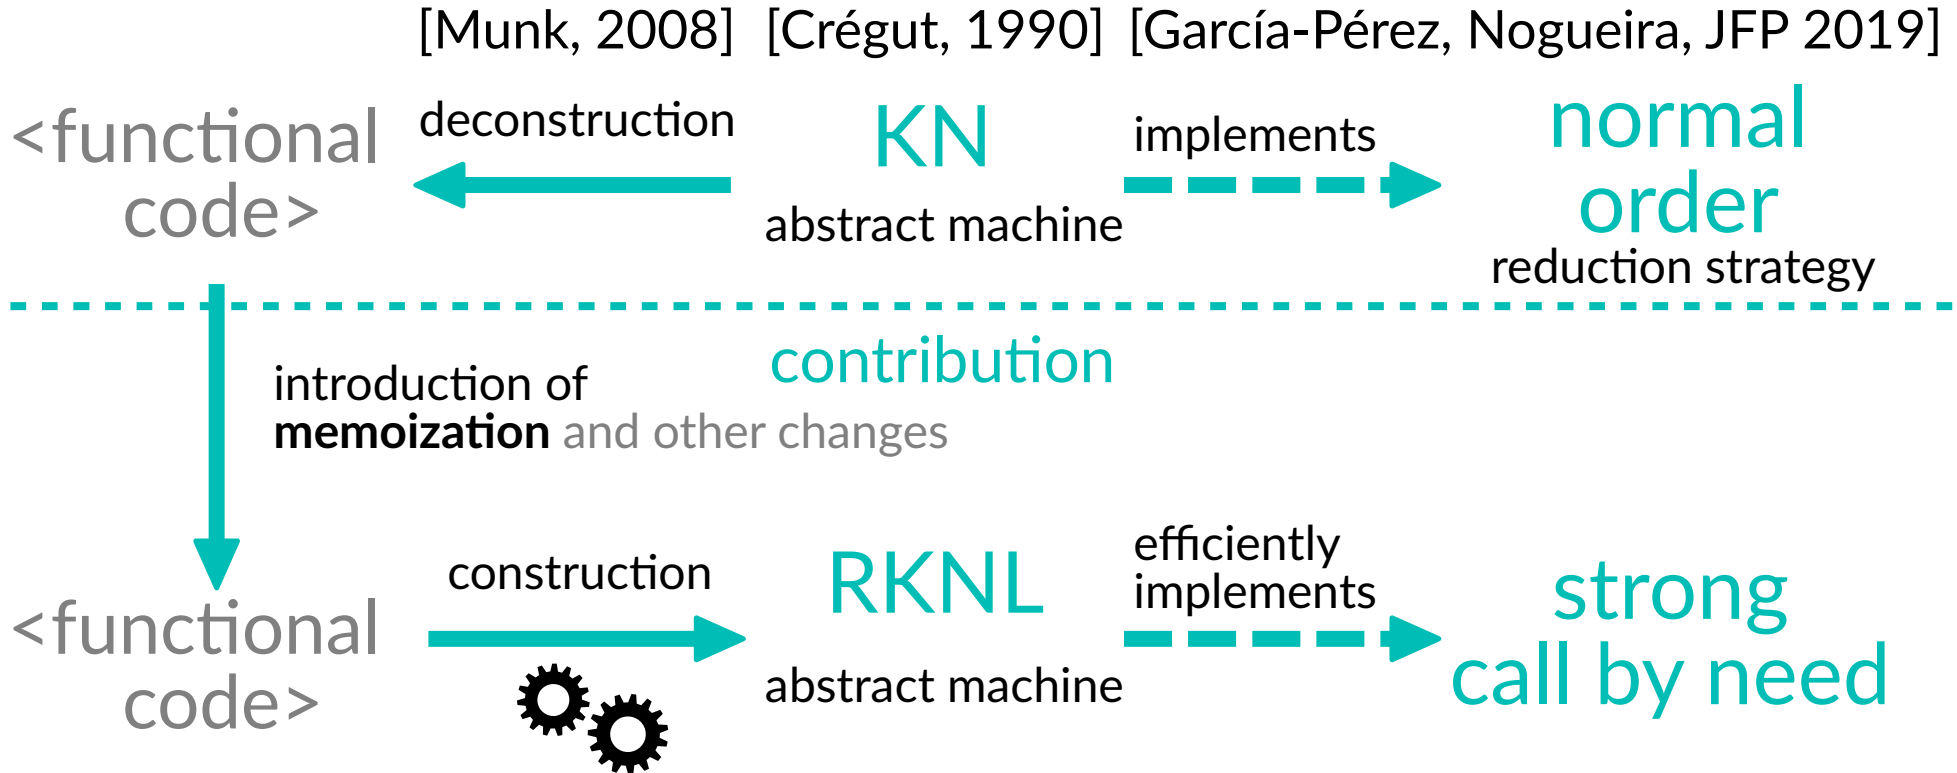 [Munk, 2008] [Crégut, 1990] [García-Pérez, Nogueira, JFP 2019]
<functional
code>
deconstruction
KN
abstract machine
implements
normal
order
reduction strategy
contribution
introduction of
memoization and other changes
<functional
code>
construction
RKNL
abstract machine
efficiently
implements
strong
call by need